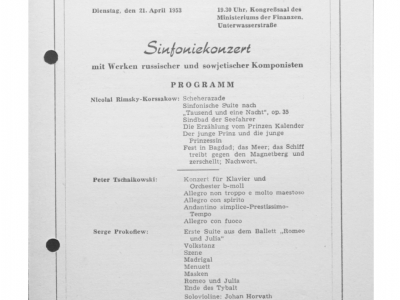 Dienstag, den 21. April 1953
19.30 Uhr. Kongreßsaal des
Ministeriums der Finanzen,
Unterwasserstraße
Sinfoniekonzert
mit Werken russischer und sowjetischer Komponisten
PROGRAMM
Nicolai Rimsky-Korssakow: Scheherazade
Sinfonische Suite nach
„Tausend und eine Nacht", op. 35
Sindbad der Seefahrer
Die Erzählung vom Prinzen Kalender
Der junge Prinz und die junge
Prinzessin
Fest in Bagdad; das Meer; das Schiff
treibt gegen den Magnetberg und
zerschellt; Nachwort.
Peter Tschaikowski: Konzert für Klavier und
Orchester b-moll
Allegro non troppo e molto maestoso
Allegro con spirito
Andantino simplice-Prestissimo-
Tempo
Allegro con fuoco
Serge Prokofiew: Erste Suite aus dem Ballett „Romeo
und Julia"
Volkstanz
Szene
Madrigal
Menuett
Masken
Romeo und Julia
Ende des Tybalt
Solovioline: Johan Horvath